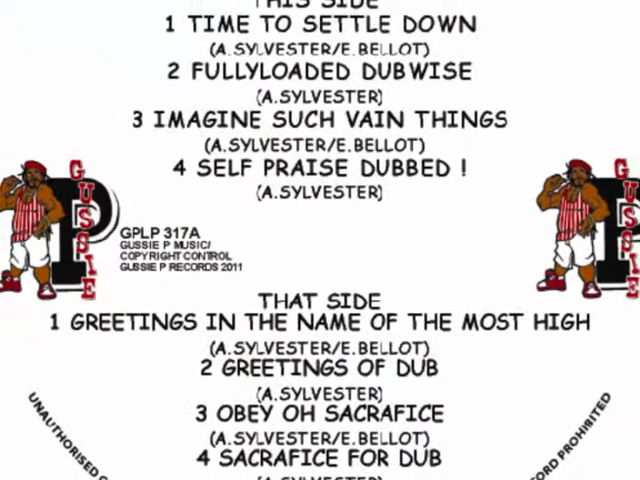 THIS SIDE
1 TIME TO SETTLE DOWN
(A.SYLVESTER/E.BELLOT)
2 FULLYLOADED DUBWISE
(A.SYLVESTER)
3 IMAGINE SUCH VAIN THINGS
(A.SYLVESTER/E.BELLOT)
4 SELF PRAISE DUBBED !
(A.SYLVESTER)
GUSSIE P
GUSSIE
GPLP 317A
GUSSIE P MUSIC/
COPYRIGHT CONTROL
GUSSIE P RECORDS 2011
THAT SIDE
1 GREETINGS IN THE NAME OF THE MOST HIGH
(A.SYLVESTER/E.BELLOT)
2 GREETINGS OF DUB
(A.SYLVESTER)
3 OBEY OH SACRAFICE
(A.SYLVESTER/E.BELLOT)
4 SACRAFICE FOR DUB
(A.SYLVESTER)
UNAUTHORISED
PROHIBITED